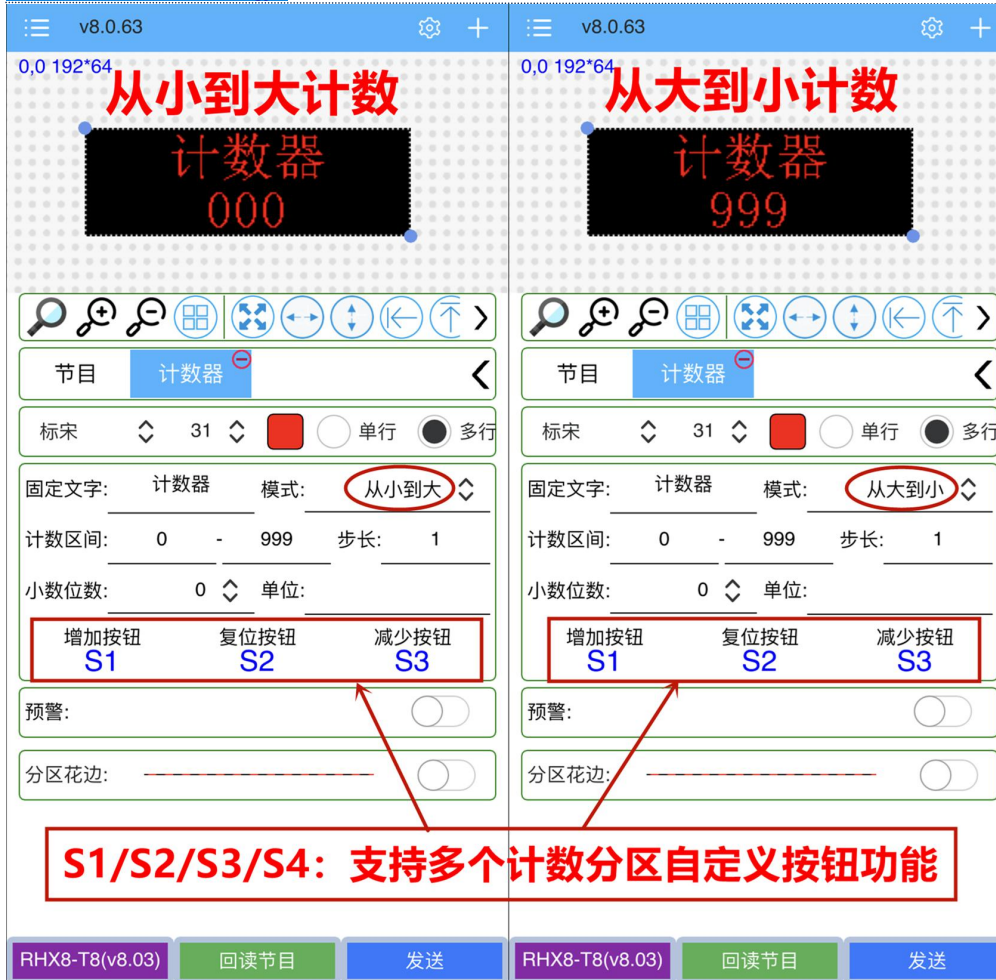 v8.0.63
0,0 192*64
从小到大计数
计数器
000
节目 计数器
标宋 31 单行 多行
固定文字: 计数器 模式: 从小到大
计数区间: 0 - 999 步长: 1
小数位数: 0 单位:
增加按钮 复位按钮 减少按钮
S1 S2 S3
预警:
分区花边:
v8.0.63
0,0 192*64
从大到小计数
计数器
999
节目 计数器
标宋 31 单行 多行
固定文字: 计数器 模式: 从大到小
计数区间: 0 - 999 步长: 1
小数位数: 0 单位:
增加按钮 复位按钮 减少按钮
S1 S2 S3
预警:
分区花边:
S1/S2/S3/S4: 支持多个计数分区自定义按钮功能
RHX8-T8(v8.03) 回读节目 发送
RHX8-T8(v8.03) 回读节目 发送